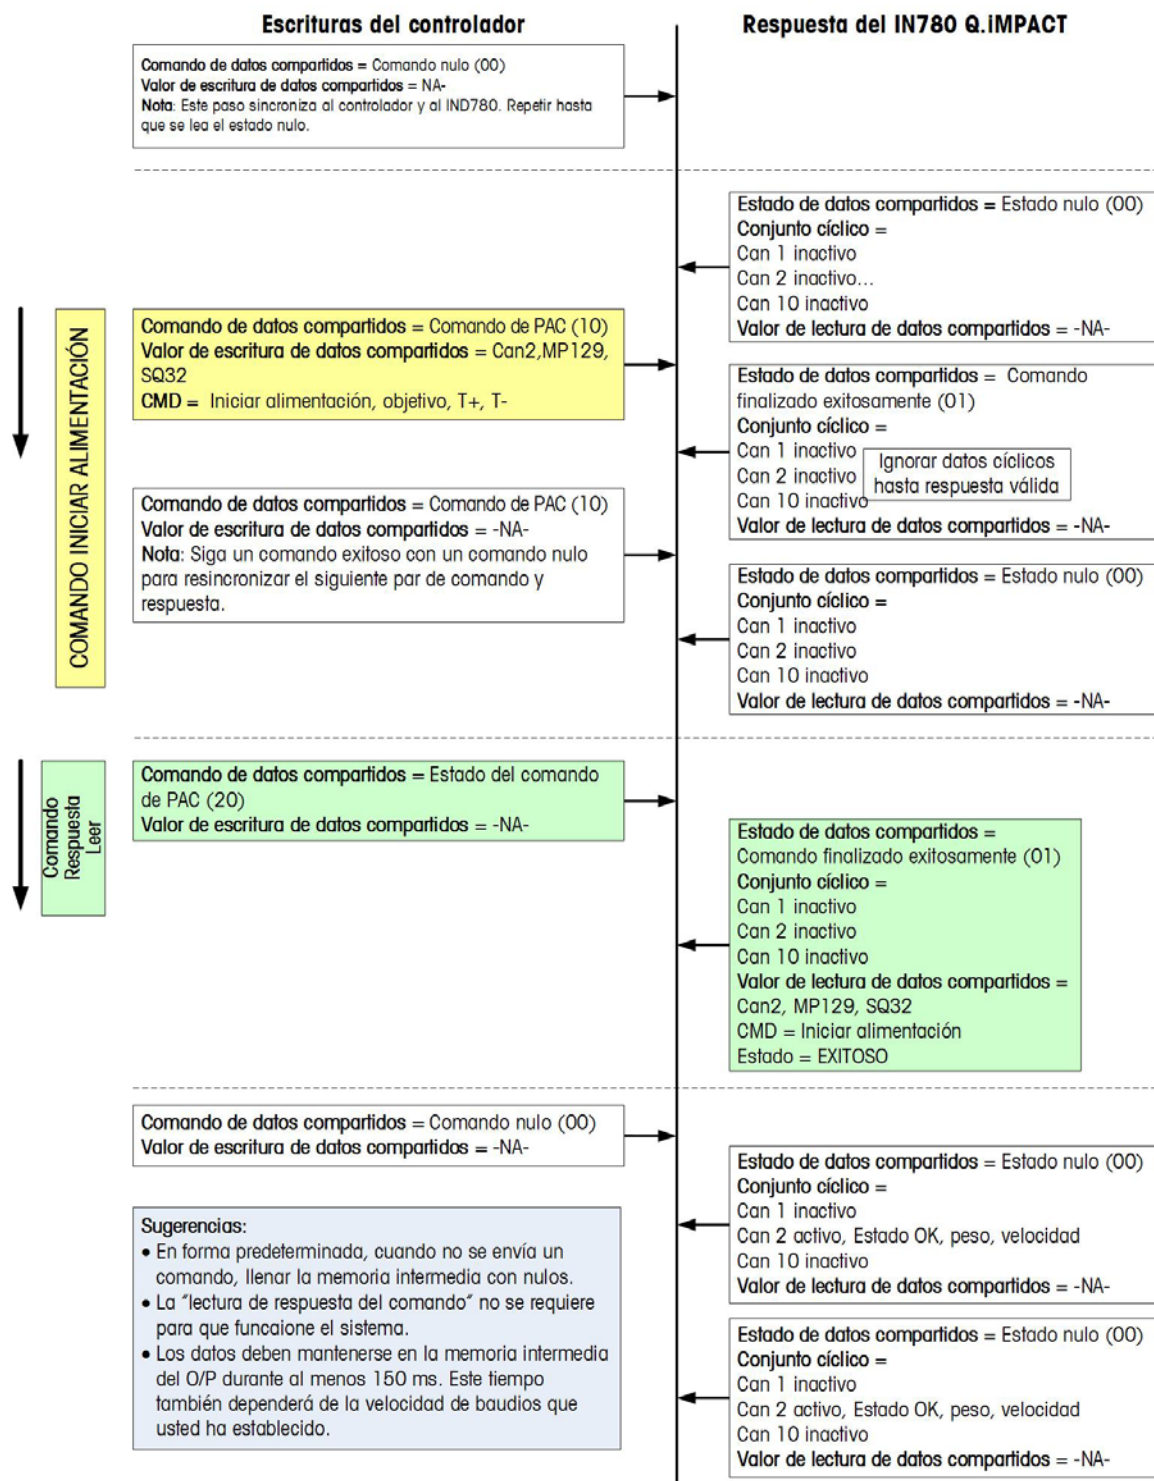 Escrituras del controlador
Respuesta del IN780 Q.iMPACT
Comando de datos compartidos = Comando nulo (00)
Valor de escritura de datos compartidos = NA-
Nota: Este paso sincroniza al controlador y al IND780. Repetir hasta
que se lea el estado nulo.
Estado de datos compartidos = Estado nulo (00)
Conjunto cíclico =
Can 1 inactivo
Can 2 inactivo...
Can 10 inactivo
Valor de lectura de datos compartidos = -NA-
COMANDO INICIAR ALIMENTACIÓN
Comando de datos compartidos = Comando de PAC (10)
Valor de escritura de datos compartidos = Can2,MP129,
SQ32
CMD = Iniciar alimentación, objetivo, T+, T-
Estado de datos compartidos = Comando
finalizado exitosamente (01)
Conjunto cíclico =
Can 1 inactivo
Can 2 inactivo
Can 10 inactivo
Ignorar datos cíclicos
hasta respuesta válida
Valor de lectura de datos compartidos = -NA-
Comando de datos compartidos = Comando de PAC (10)
Valor de escritura de datos compartidos = -NA-
Nota: Siga un comando exitoso con un comando nulo
para resincronizar el siguiente par de comando y
respuesta.
Estado de datos compartidos = Estado nulo (00)
Conjunto cíclico =
Can 1 inactivo
Can 2 inactivo
Can 10 inactivo
Valor de lectura de datos compartidos = -NA-
Comando
Respuesta
Leer
Comando de datos compartidos = Estado del comando
de PAC (20)
Valor de escritura de datos compartidos = -NA-
Estado de datos compartidos =
Comando finalizado exitosamente (01)
Conjunto cíclico =
Can 1 inactivo
Can 2 inactivo
Can 10 inactivo
Valor de lectura de datos compartidos =
Can2, MP129, SQ32
CMD = Iniciar alimentación
Estado = EXITOSO
Comando de datos compartidos = Comando nulo (00)
Valor de escritura de datos compartidos = -NA-
Estado de datos compartidos = Estado nulo (00)
Conjunto cíclico =
Can 1 inactivo
Can 2 activo, Estado OK, peso, velocidad
Can 10 inactivo
Valor de lectura de datos compartidos = -NA-
Sugerencias:
• En forma predeterminada, cuando no se envía un
comando, llenar la memoria intermedia con nulos.
• La "lectura de respuesta del comando" no se requiere
para que funcaione el sistema.
• Los datos deben mantenerse en la memoria intermedia
del O/P durante al menos 150 ms. Este tiempo
también dependerá de la velocidad de baudios que
usted ha establecido.
Estado de datos compartidos = Estado nulo (00)
Conjunto cíclico =
Can 1 inactivo
Can 2 activo, Estado OK, peso, velocidad
Can 10 inactivo
Valor de lectura de datos compartidos = -NA-